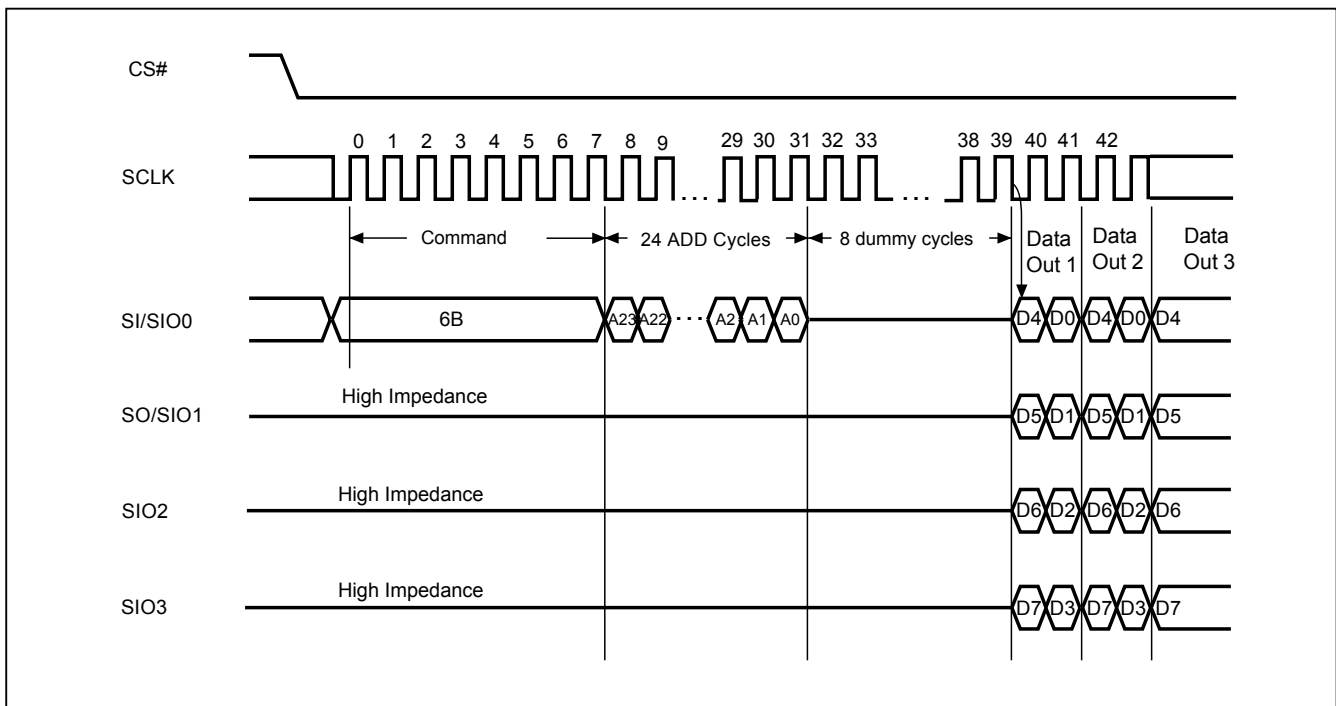 CS#
0 1 2 3 4 5 6 7 8 9 29 30 31 32 33 38 39 40 41 42
SCLK
Command 24 ADD Cycles 8 dummy cycles Data Out 1 Data Out 2 Data Out 3
SI/SIO0 6B A23 A22 A2 A1 A0 D4 D0 D4 D0 D4
High Impedance
SO/SIO1 D5 D1 D5 D1 D5
High Impedance
SIO2 D6 D2 D6 D2 D6
High Impedance
SIO3 D7 D3 D7 D3 D7